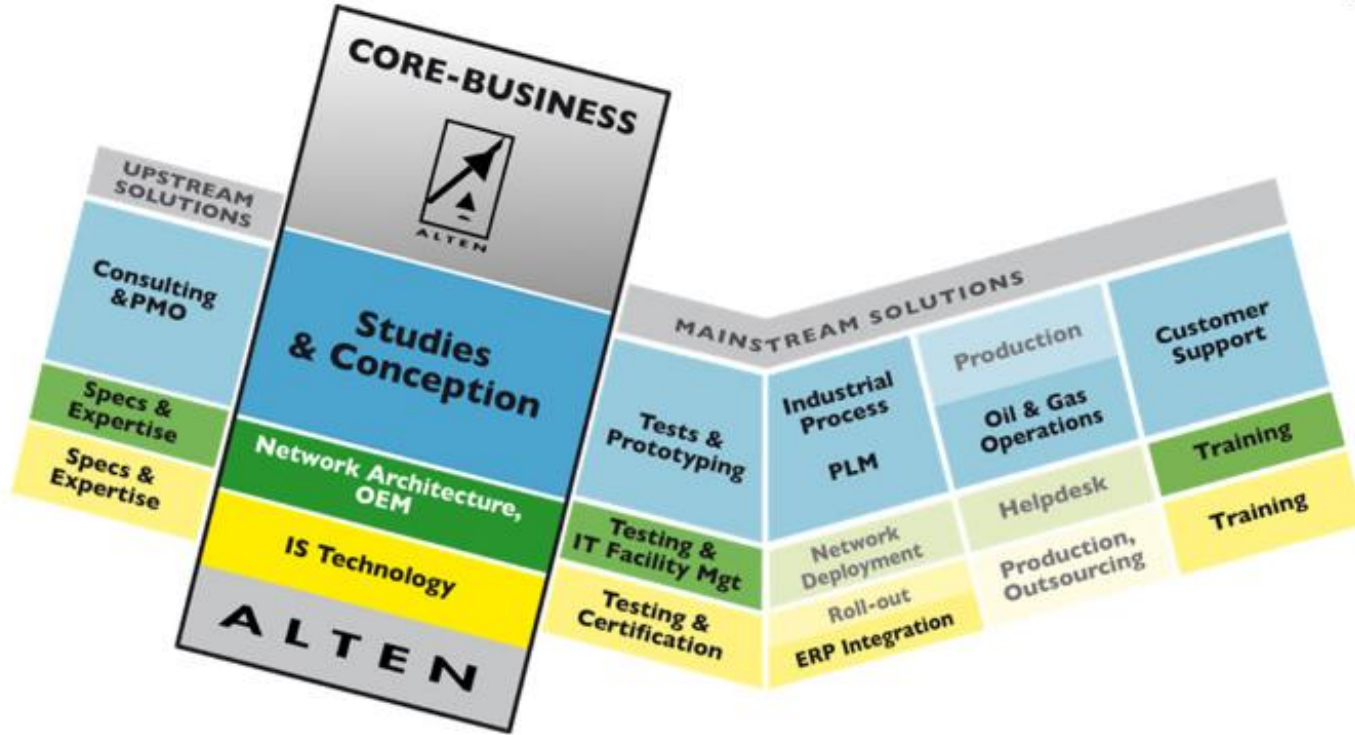 CORE-BUSINESS
ALTEN
Studies
& Conception
Network Architecture,
OEM
IS Technology
ALTEN
UPSTREAM
SOLUTIONS
Consulting
&PMO
Specs &
Expertise
Specs &
Expertise
MAINSTREAM SOLUTIONS
Tests &
Prototyping
Testing &
IT Facility Mgt
Testing &
Certification
Industrial
Process
PLM
Network
Deployment
Roll-out
ERP Integration
Production
Oil & Gas
Operations
Helpdesk
Production,
Outsourcing
Customer
Support
Training
Training